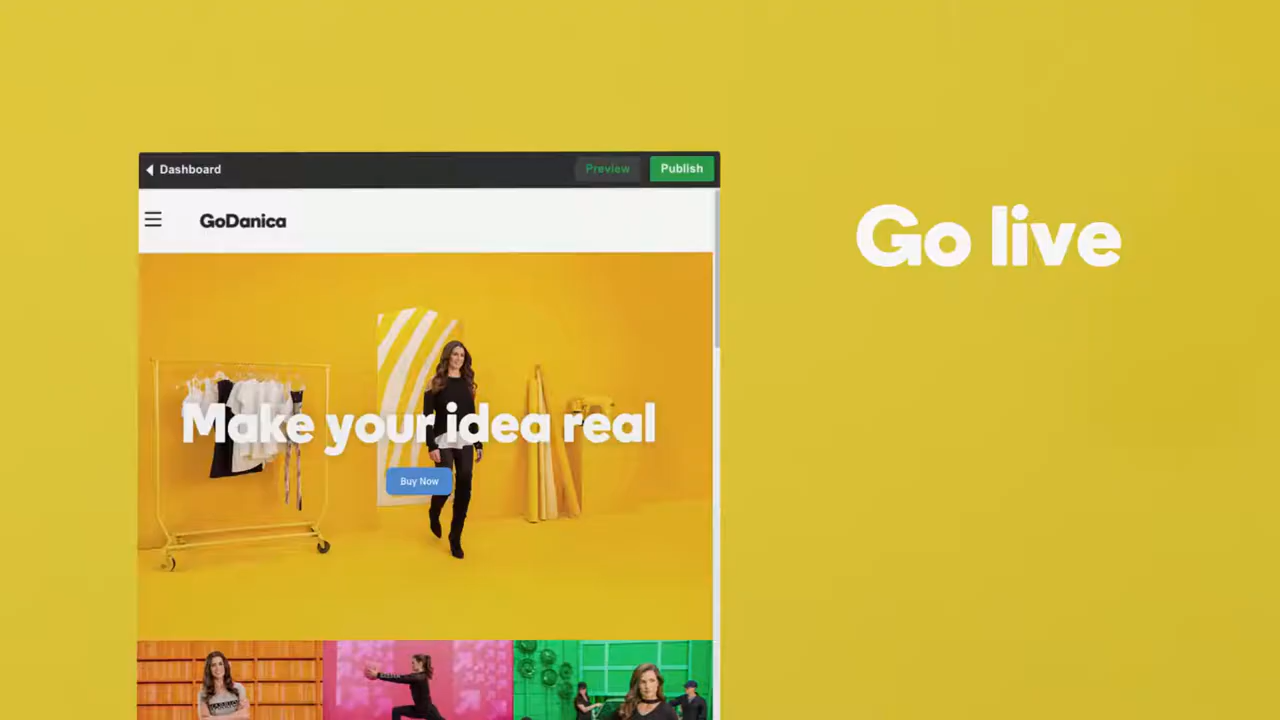 Dashboard
Preview
Publish
GoDanica
Go live
Make your idea real
Buy Now